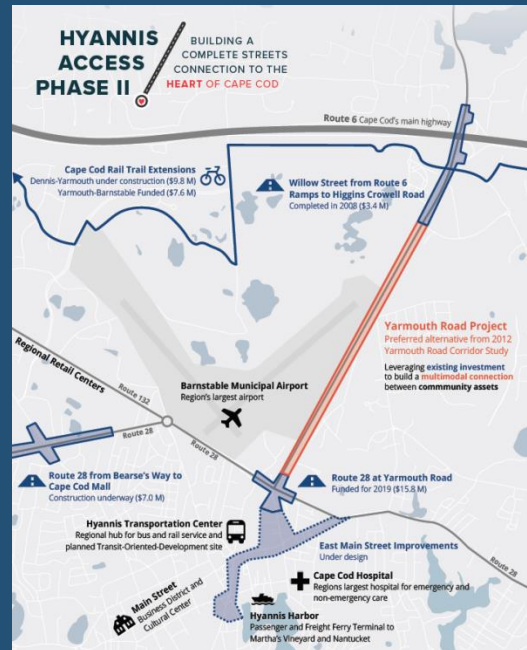 HYANNIS
ACCESS
PHASE II
BUILDING A
COMPLETE STREETS
CONNECTION TO THE
HEART OF CAPE COD
Route 6 Cape Cod's main highway
Cape Cod Rail Trail Extensions
Dennis-Yarmouth under construction ($9.8 M)
Yarmouth-Barnstable Funded ($7.6 M)
Willow Street from Route 6
Ramps to Higgins Crowell Road
Completed in 2008 ($3.4 M)
Yarmouth Road Project
Preferred alternative from 2012
Yarmouth Road Corridor Study
Leveraging existing investment
to build a multimodal connection
between commmunity assets
Regional Retail Centers
Route 132
Barnstable Municipal Airport
Region's largest airport
Route 28
Route 28
Route 28 from Bearse's Way to
Cape Cod Mall
Construction underway ($7.0 M)
Route 28 at Yarmouth Road
Funded for 2019 ($15.8 M)
Hyannis Transportation Center
Regional hub for bus and rail service and
planned Transit-Oriented-Development site
East Main Street Improvements
Under design
Route 28
Cape Cod Hospital
Regions largest hospital for emergency and
non-emergency care
Main Street
Business District and
Cultural Center
Hyannis Harbor
Passenger and Freight Ferry Terminal to
Martha's Vineyard and Nantucket